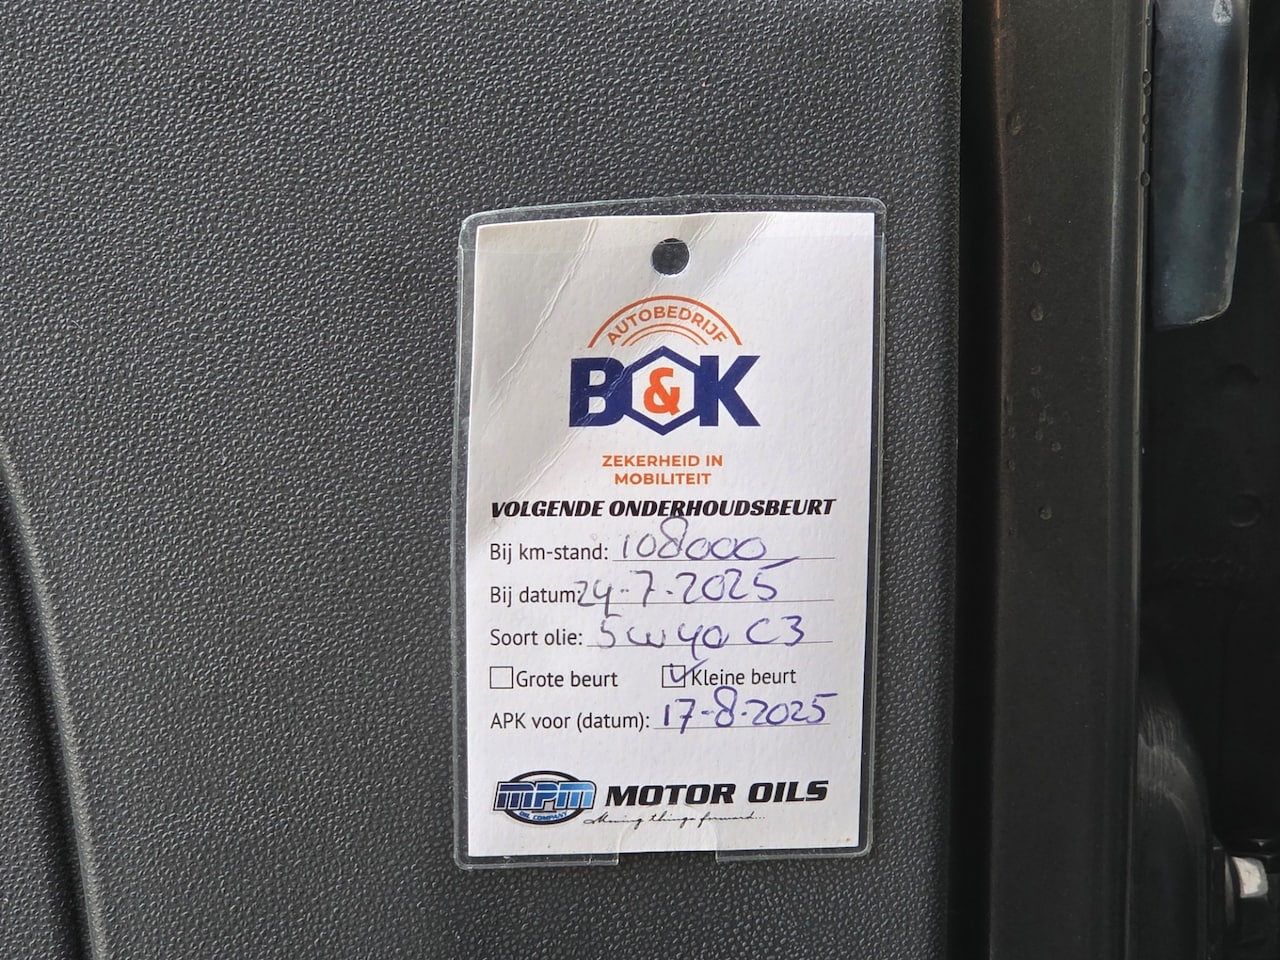 AUTOBEDRIJF
B&K
ZEKERHEID IN
MOBILITEIT
VOLGENDE ONDERHOUDSBEURT
Bij km-stand: 108000
Bij datum: 24-7-2025
Soort olie: 5W40 C3
Grote beurt Kleine beurt
APK voor (datum): 17-8-2025
MPM MOTOR OILS
OIL COMPANY Moving things forward...